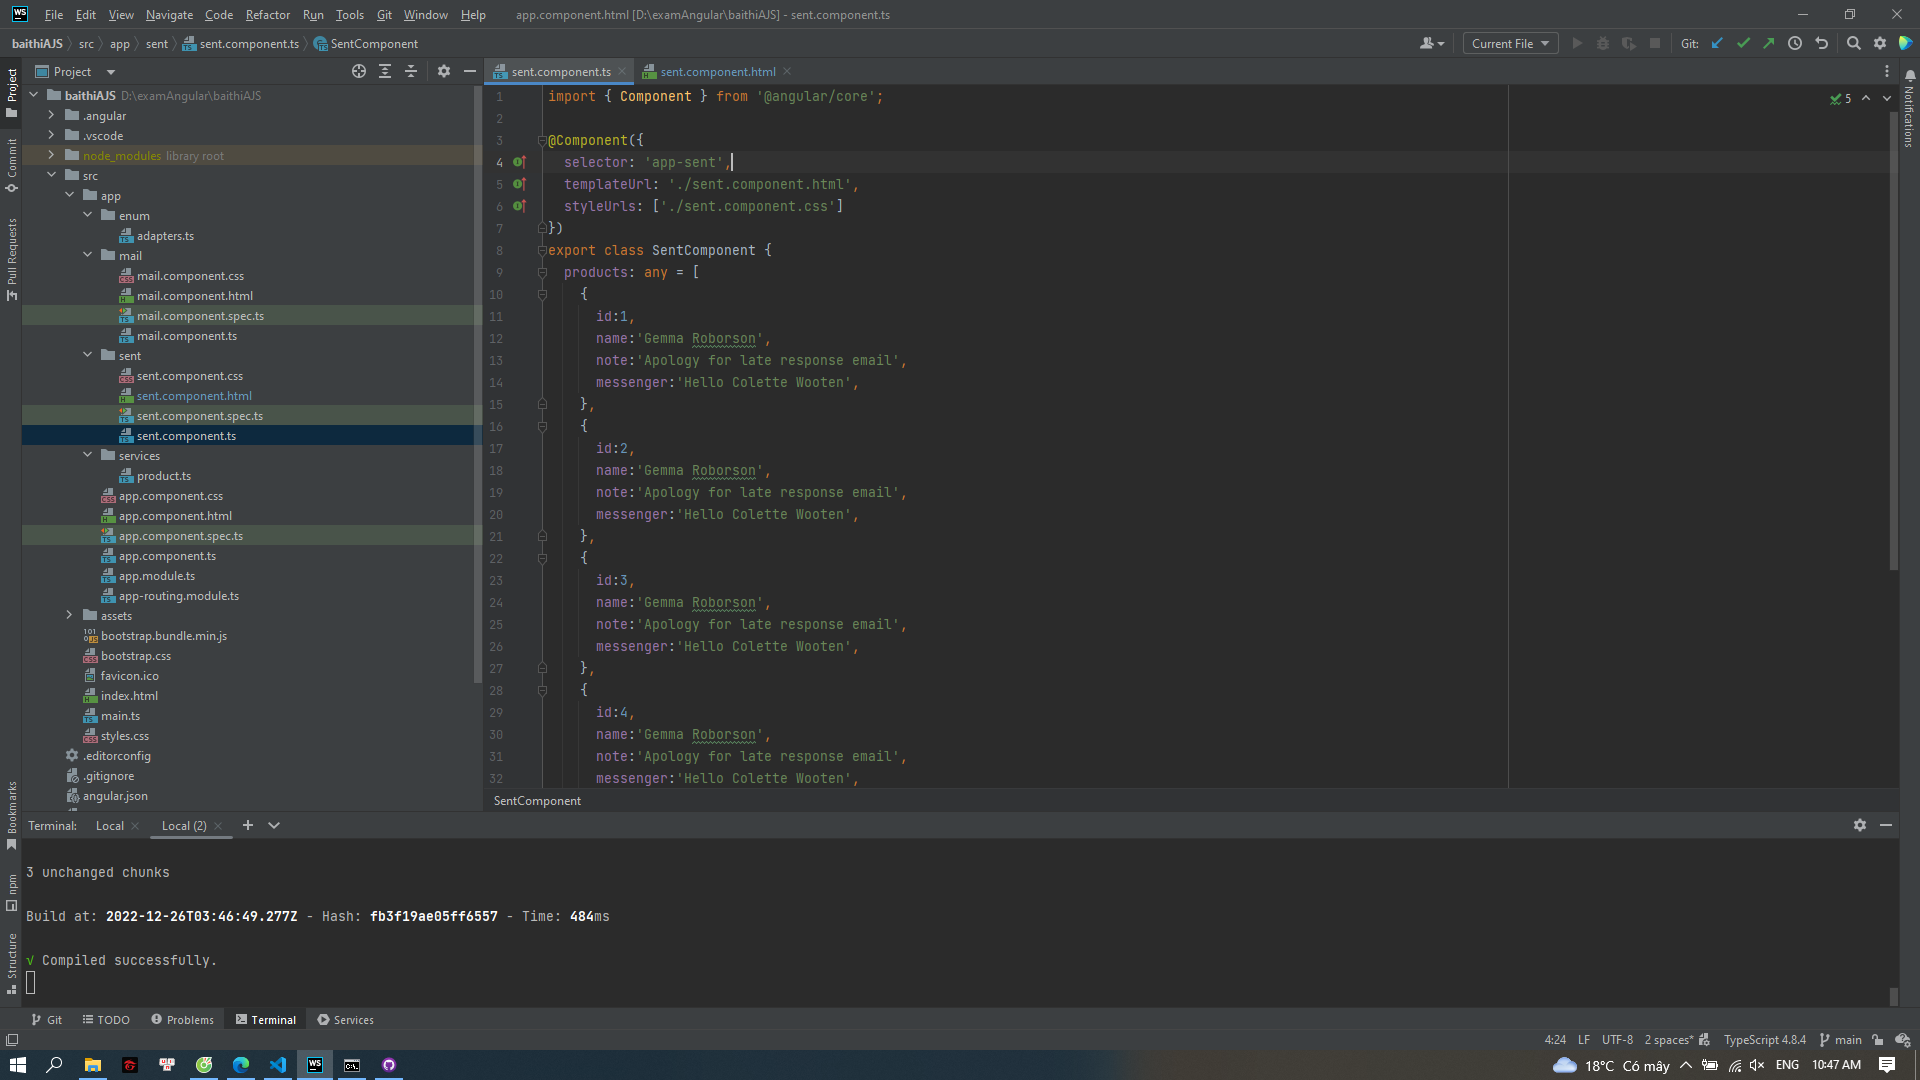 WS File Edit View Navigate Code Refactor Run Tools Git Window Help app.component.html [D:\examAngular\baithiAJS] - sent.component.ts
baithiAJS src app sent sent.component.ts SentComponent Current File Git:
Project
sent.component.ts sent.component.html
baithiAJS D:\examAngular\baithiAJS
.angular
.vscode
node_modules library root
src
app
enum
adapters.ts
mail
mail.component.css
mail.component.html
mail.component.spec.ts
mail.component.ts
sent
sent.component.css
sent.component.html
sent.component.spec.ts
sent.component.ts
services
product.ts
app.component.css
app.component.html
app.component.spec.ts
app.component.ts
app.module.ts
app-routing.module.ts
assets
bootstrap.bundle.min.js
bootstrap.css
favicon.ico
index.html
main.ts
styles.css
.editorconfig
.gitignore
angular.json
Project
Commit
Pull Requests
Bookmarks
npm
Structure
Notifications
5
1 import { Component } from '@angular/core';
2
3 @Component({
4 selector: 'app-sent',
5 templateUrl: './sent.component.html',
6 styleUrls: ['./sent.component.css']
7 })
8 export class SentComponent {
9 products: any = [
10 {
11 id:1,
12 name:'Gemma Roborson',
13 note:'Apology for late response email',
14 messenger:'Hello Colette Wooten',
15 },
16 {
17 id:2,
18 name:'Gemma Roborson',
19 note:'Apology for late response email',
20 messenger:'Hello Colette Wooten',
21 },
22 {
23 id:3,
24 name:'Gemma Roborson',
25 note:'Apology for late response email',
26 messenger:'Hello Colette Wooten',
27 },
28 {
29 id:4,
30 name:'Gemma Roborson',
31 note:'Apology for late response email',
32 messenger:'Hello Colette Wooten',
SentComponent
Terminal: Local Local (2)
3 unchanged chunks
Build at: 2022-12-26T03:46:49.277Z - Hash: fb3f19ae05ff6557 - Time: 484ms
√ Compiled successfully.
Git TODO Problems Terminal Services
4:24 LF UTF-8 2 spaces* TypeScript 4.8.4 main
18°C Có mây ENG 10:47 AM